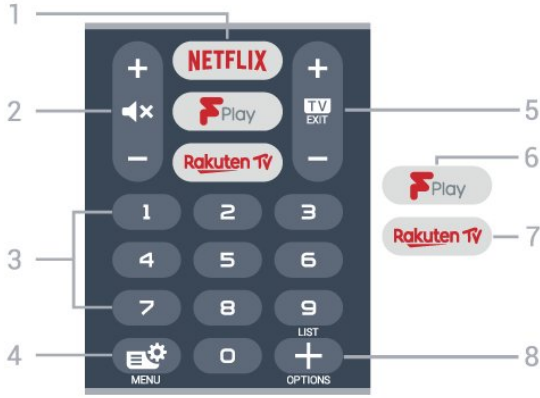 1
+ NETFLIX +
2 Play TV 5
EXIT
- Rakuten TV -
6
Play
1 2 3
Rakuten TV 7
3 4 5 6
7 8 9
LIST
4 0 + 8
MENU OPTIONS